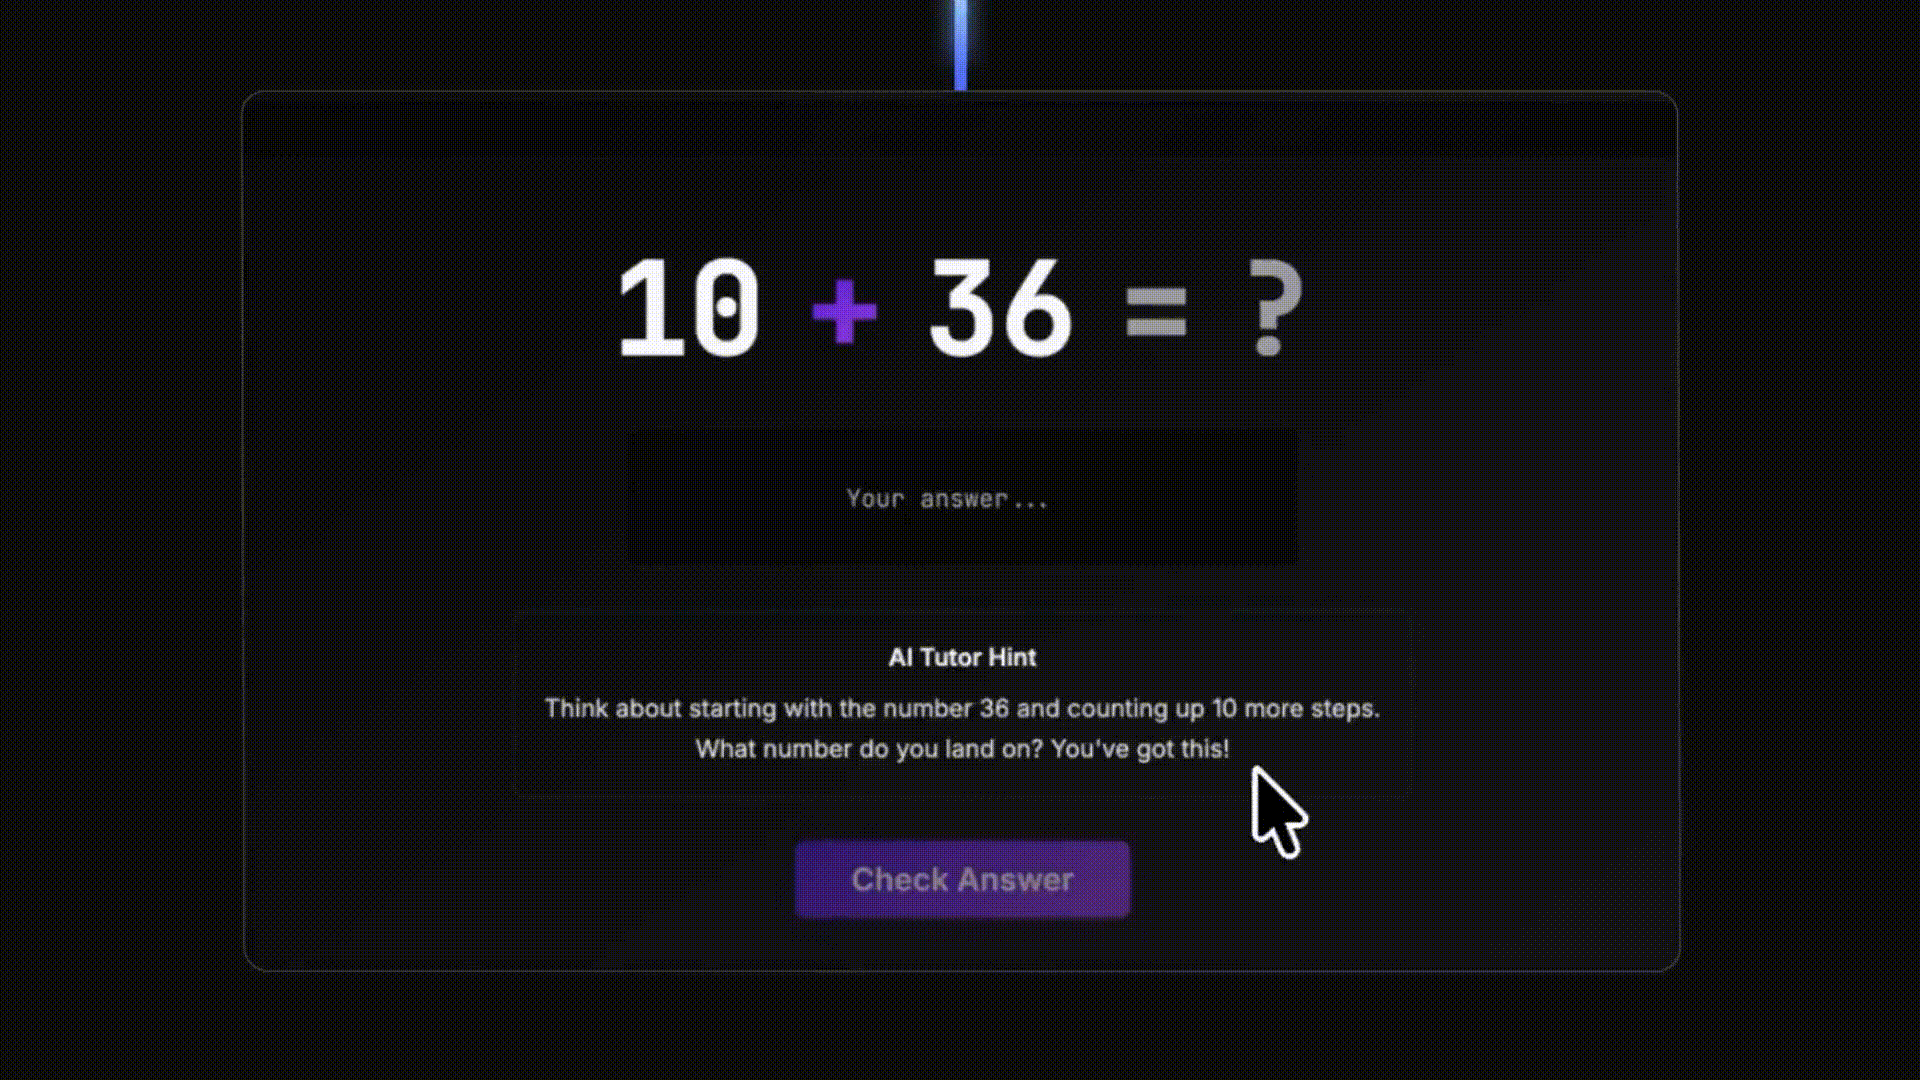 10 + 36 = ?
Your answer...
AI Tutor Hint
Think about starting with the number 36 and counting up 10 more steps.
What number do you land on? You've got this!
Check Answer